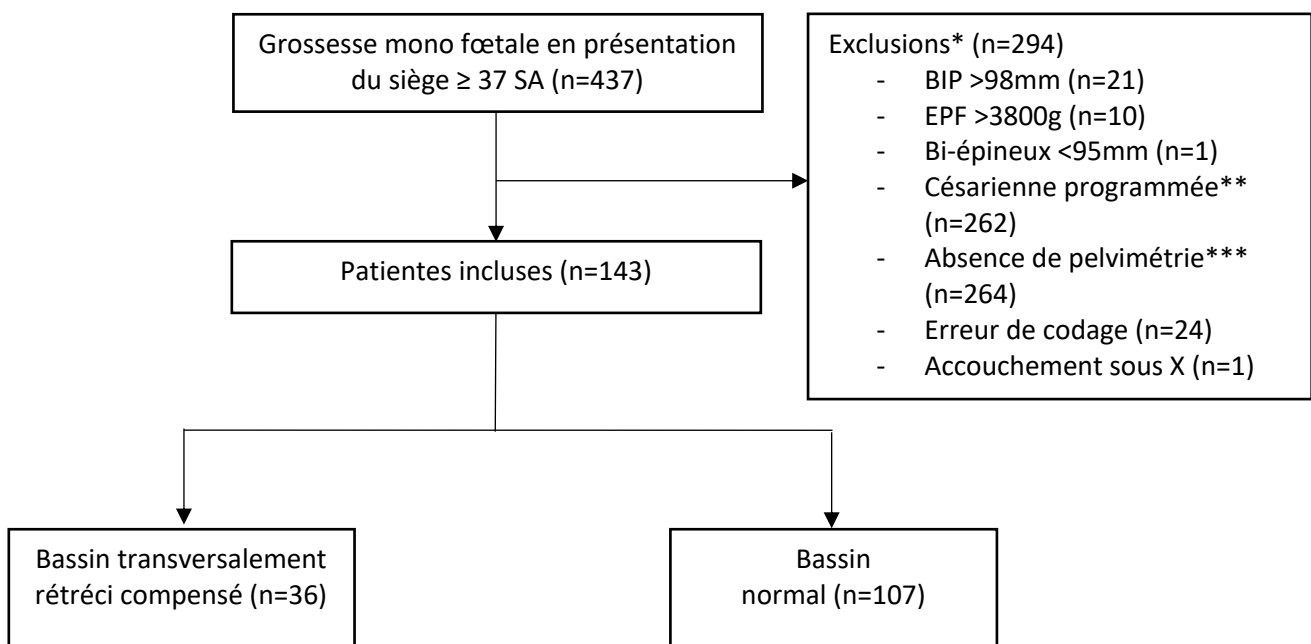 Grossesse mono fœtale en présentation
du siège ≥ 37 SA (n=437)
Exclusions* (n=294)
- BIP >98mm (n=21)
- EPF >3800g (n=10)
- Bi-épineux <95mm (n=1)
- Césarienne programmée**
(n=262)
- Absence de pelvimétrie***
(n=264)
- Erreur de codage (n=24)
- Accouchement sous X (n=1)
Patientes incluses (n=143)
Bassin transversalement
rétréci compensé (n=36)
Bassin
normal (n=107)